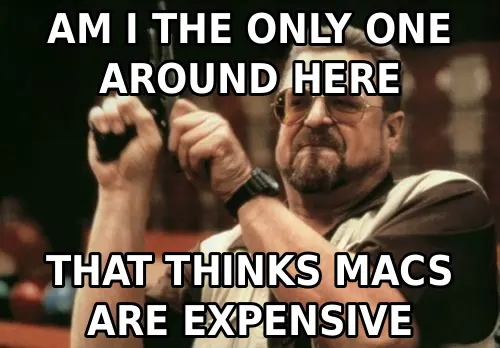 AM I THE ONLY ONE
AROUND HERE
THAT THINKS MACS
ARE EXPENSIVE